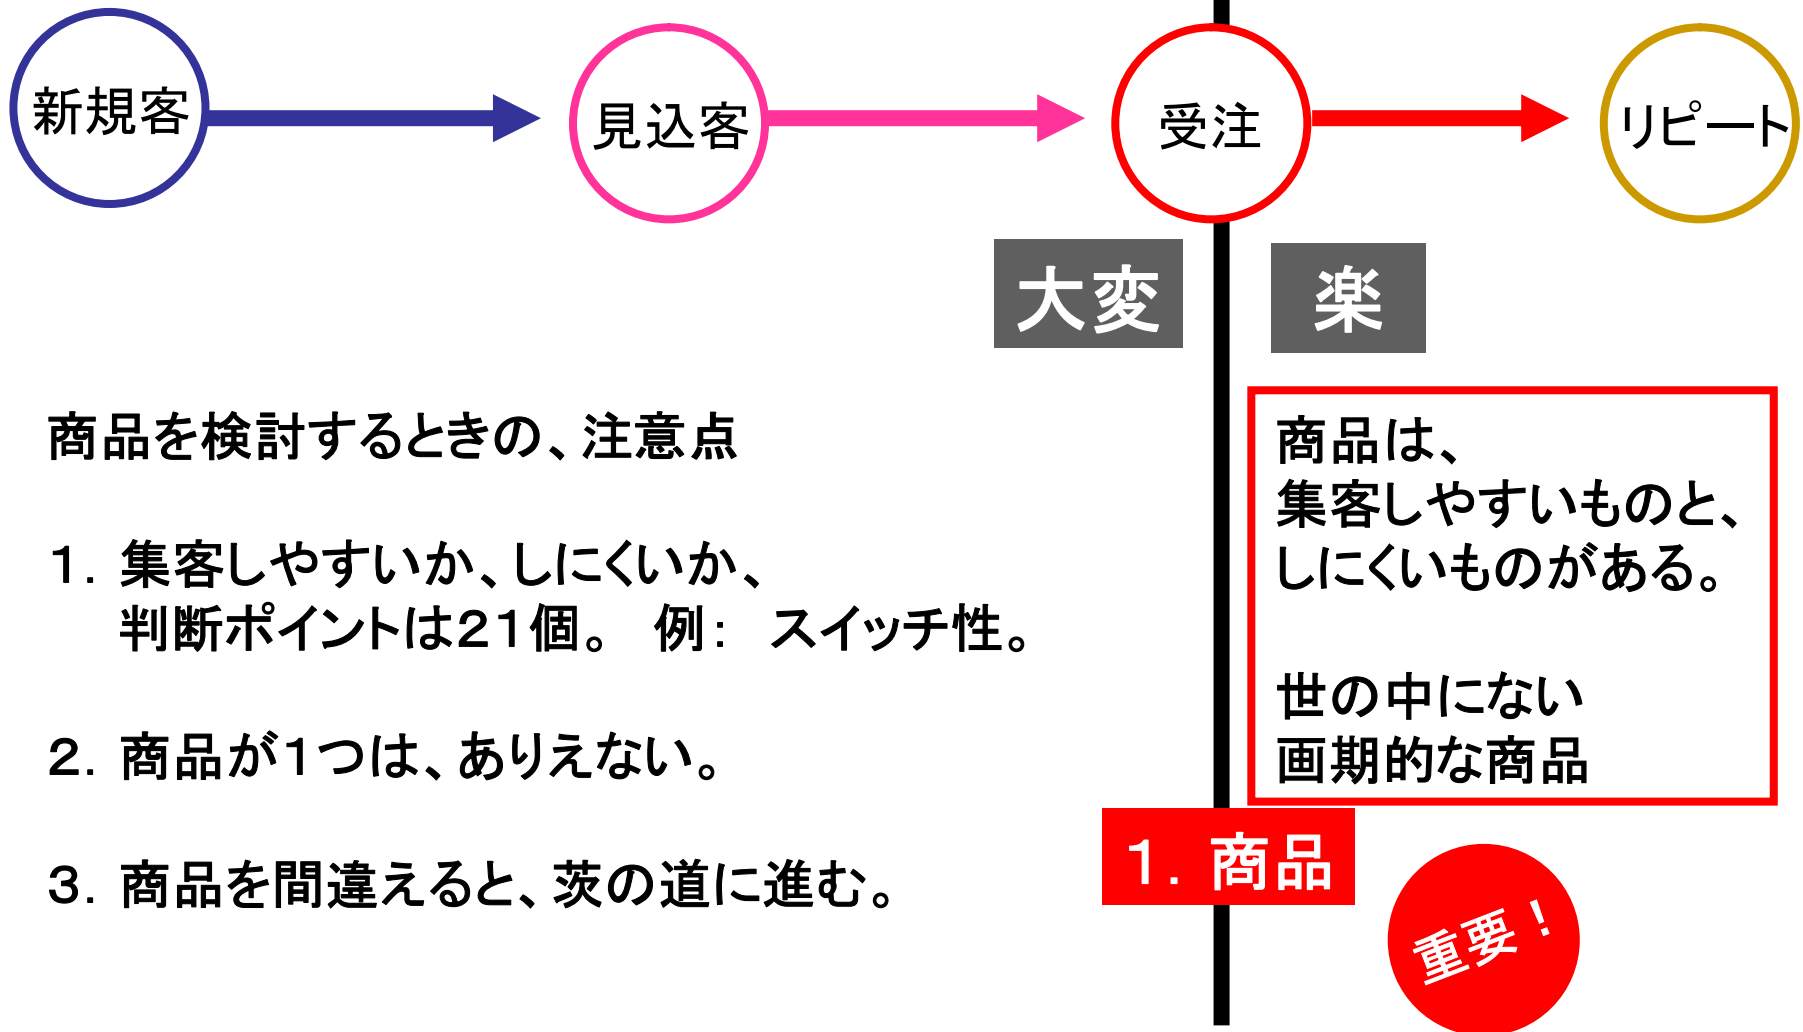 新規客
見込客
受注
リピート
大変
楽
商品を検討するときの、注意点
１．集客しやすいか、しにくいか、
判断ポイントは２１個。　例：　スイッチ性。
２．商品が１つは、ありえない。
３．商品を間違えると、茨の道に進む。
商品は、
集客しやすいものと、
しにくいものがある。
世の中にない
画期的な商品
１．商品
重要！